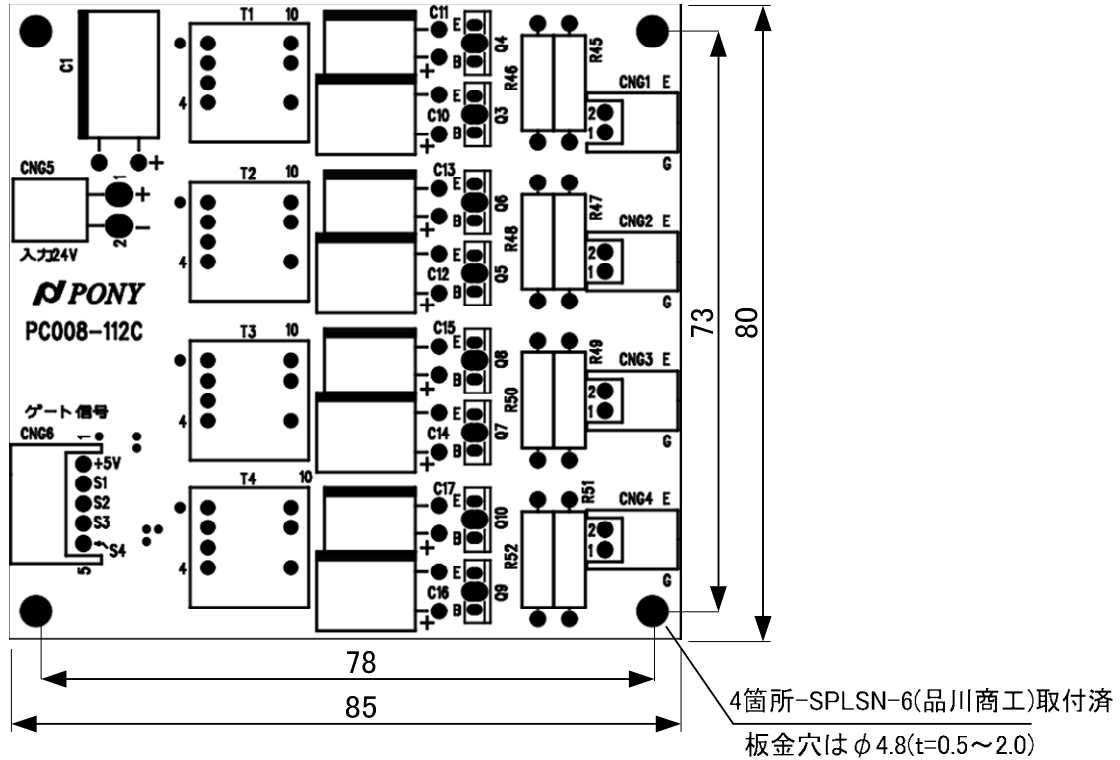 C1
T1 10
4
C11
E
B
+
Q4
E
C10
B
+
Q3
R46
R45
CNG1 E
2
1
G
+
CNG5
1
+
2
-
入力24V
T2 10
4
C13
E
B
+
Q6
E
C12
B
+
Q5
R48
R47
CNG2 E
2
1
G
PONY
PC008-112C
T3 10
4
C15
E
B
+
Q8
E
C14
B
+
Q7
R50
R49
CNG3 E
2
1
G
ゲート信号
CNG6
1
+5V
S1
S2
S3
S4
5
T4 10
4
C17
E
B
+
Q10
E
C16
B
+
Q9
R52
R51
CNG4 E
2
1
G
73
80
78
85
4箇所-SPLSN-6(品川商工)取付済
板金穴はφ4.8(t=0.5～2.0)